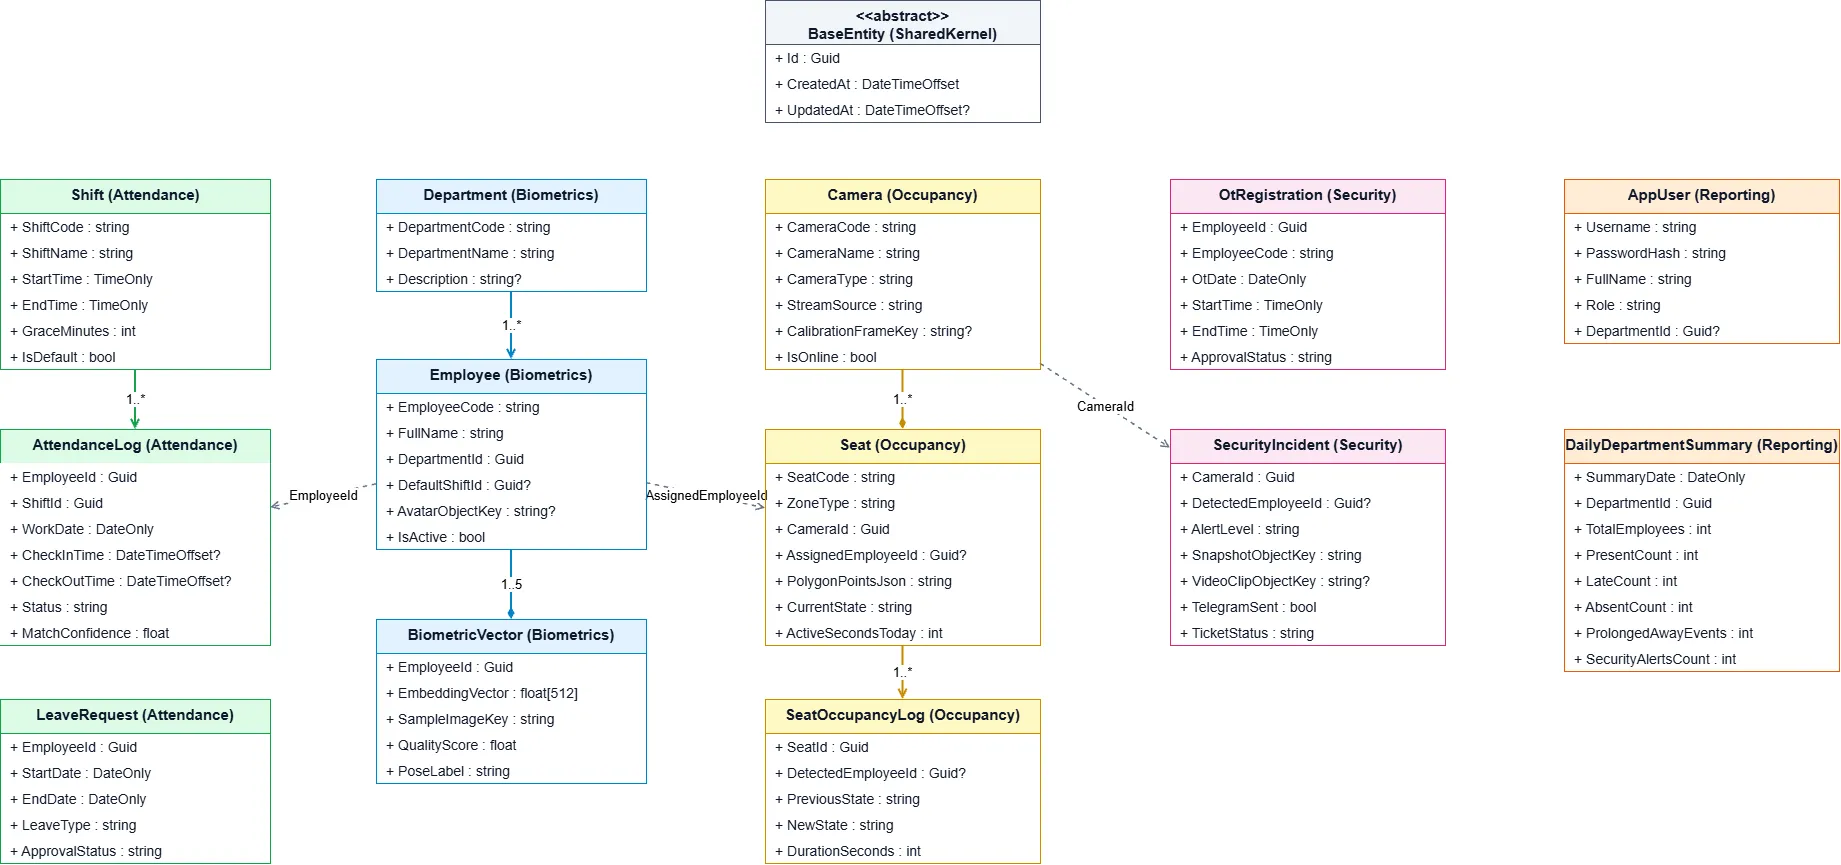 <<abstract>>
BaseEntity (SharedKernel)
+ Id : Guid
+ CreatedAt : DateTimeOffset
+ UpdatedAt : DateTimeOffset?
Shift (Attendance)
+ ShiftCode : string
+ ShiftName : string
+ StartTime : TimeOnly
+ EndTime : TimeOnly
+ GraceMinutes : int
+ IsDefault : bool
1..*
AttendanceLog (Attendance)
+ EmployeeId : Guid
+ ShiftId : Guid
+ WorkDate : DateOnly
+ CheckInTime : DateTimeOffset?
+ CheckOutTime : DateTimeOffset?
+ Status : string
+ MatchConfidence : float
LeaveRequest (Attendance)
+ EmployeeId : Guid
+ StartDate : DateOnly
+ EndDate : DateOnly
+ LeaveType : string
+ ApprovalStatus : string
Department (Biometrics)
+ DepartmentCode : string
+ DepartmentName : string
+ Description : string?
1..*
Employee (Biometrics)
+ EmployeeCode : string
+ FullName : string
+ DepartmentId : Guid
+ DefaultShiftId : Guid?
+ AvatarObjectKey : string?
+ IsActive : bool
EmployeeId
AssignedEmployeeId
1..5
BiometricVector (Biometrics)
+ EmployeeId : Guid
+ EmbeddingVector : float[512]
+ SampleImageKey : string
+ QualityScore : float
+ PoseLabel : string
Camera (Occupancy)
+ CameraCode : string
+ CameraName : string
+ CameraType : string
+ StreamSource : string
+ CalibrationFrameKey : string?
+ IsOnline : bool
1..*
CameraId
Seat (Occupancy)
+ SeatCode : string
+ ZoneType : string
+ CameraId : Guid
+ AssignedEmployeeId : Guid?
+ PolygonPointsJson : string
+ CurrentState : string
+ ActiveSecondsToday : int
1..*
SeatOccupancyLog (Occupancy)
+ SeatId : Guid
+ DetectedEmployeeId : Guid?
+ PreviousState : string
+ NewState : string
+ DurationSeconds : int
OtRegistration (Security)
+ EmployeeId : Guid
+ EmployeeCode : string
+ OtDate : DateOnly
+ StartTime : TimeOnly
+ EndTime : TimeOnly
+ ApprovalStatus : string
SecurityIncident (Security)
+ CameraId : Guid
+ DetectedEmployeeId : Guid?
+ AlertLevel : string
+ SnapshotObjectKey : string
+ VideoClipObjectKey : string?
+ TelegramSent : bool
+ TicketStatus : string
AppUser (Reporting)
+ Username : string
+ PasswordHash : string
+ FullName : string
+ Role : string
+ DepartmentId : Guid?
DailyDepartmentSummary (Reporting)
+ SummaryDate : DateOnly
+ DepartmentId : Guid
+ TotalEmployees : int
+ PresentCount : int
+ LateCount : int
+ AbsentCount : int
+ ProlongedAwayEvents : int
+ SecurityAlertsCount : int